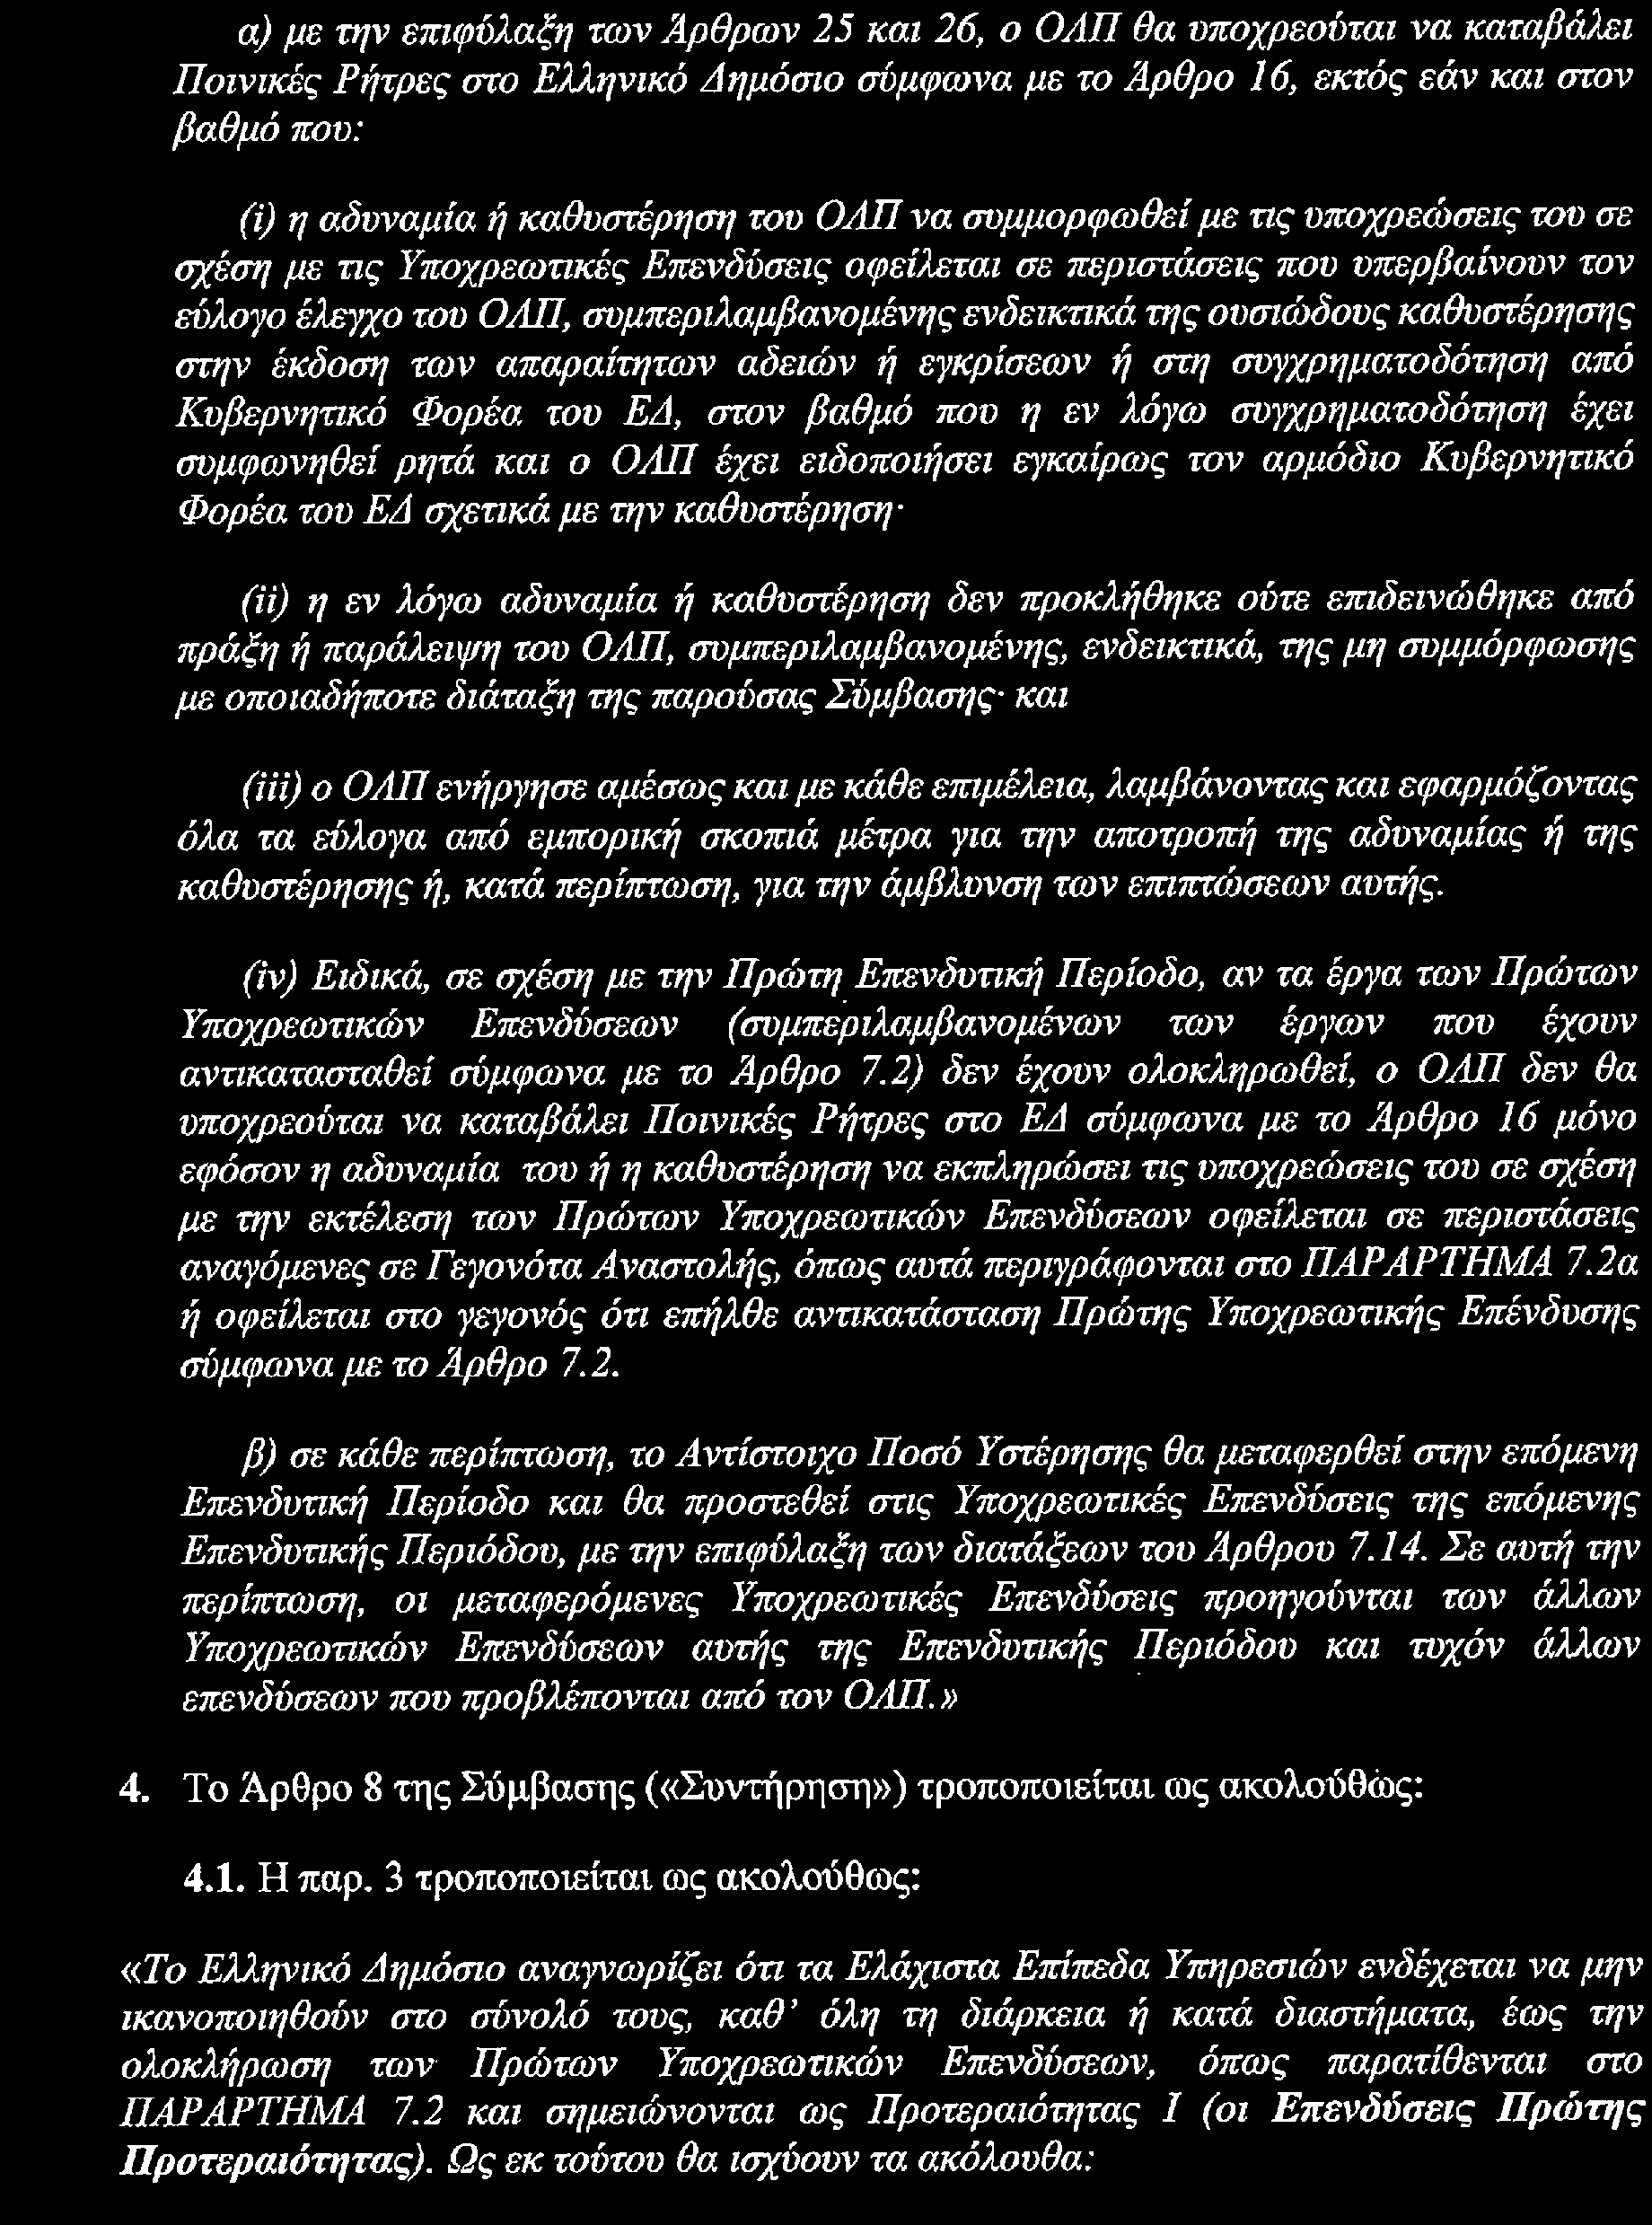 α) με την επιφύλαξη των Άρθρων 25 και 26, ο ΟΛΠ θα υποχρεούται να καταβάλει
Ποινικές Ρήτρες στο Ελληνικό Δημόσιο σύμφωνα με το Άρθρο 16, εκτός εάν και στον
βαθμό που:
(i) η αδυναμία ή καθυστέρηση του ΟΛΠ να συμμορφωθεί με τις υποχρεώσεις του σε
σχέση με τις Υποχρεωτικές Επενδύσεις οφείλεται σε περιστάσεις που υπερβαίνουν τον
εύλογο έλεγχο του ΟΛΠ, συμπεριλαμβανομένης ενδεικτικά της ουσιώδους καθυστέρησης
στην έκδοση των απαραίτητων αδειών ή εγκρίσεων ή στη συγχρηματοδότηση από
Κυβερνητικό Φορέα του ΕΔ, στον βαθμό που η εν λόγω συγχρηματοδότηση έχει
συμφωνηθεί ρητά και ο ΟΛΠ έχει ειδοποιήσει εγκαίρως τον αρμόδιο Κυβερνητικό
Φορέα του ΕΔ σχετικά με την καθυστέρηση·
(ii) η εν λόγω αδυναμία ή καθυστέρηση δεν προκλήθηκε ούτε επιδεινώθηκε από
πράξη ή παράλειψη του ΟΛΠ, συμπεριλαμβανομένης, ενδεικτικά, της μη συμμόρφωσης
με οποιαδήποτε διάταξη της παρούσας Σύμβασης· και
(iii) ο ΟΛΠ ενήργησε αμέσως και με κάθε επιμέλεια, λαμβάνοντας και εφαρμόζοντας
όλα τα εύλογα από εμπορική σκοπιά μέτρα για την αποτροπή της αδυναμίας ή της
καθυστέρησης ή, κατά περίπτωση, για την άμβλυνση των επιπτώσεων αυτής.
(iv) Ειδικά, σε σχέση με την Πρώτη Επενδυτική Περίοδο, αν τα έργα των Πρώτων
Υποχρεωτικών Επενδύσεων (συμπεριλαμβανομένων των έργων που έχουν
αντικατασταθεί σύμφωνα με το Άρθρο 7.2) δεν έχουν ολοκληρωθεί, ο ΟΛΠ δεν θα
υποχρεούται να καταβάλει Ποινικές Ρήτρες στο ΕΔ σύμφωνα με το Άρθρο 16 μόνο
εφόσον η αδυναμία του ή η καθυστέρηση να εκπληρώσει τις υποχρεώσεις του σε σχέση
με την εκτέλεση των Πρώτων Υποχρεωτικών Επενδύσεων οφείλεται σε περιστάσεις
αναγόμενες σε Γεγονότα Αναστολής, όπως αυτά περιγράφονται στο ΠΑΡΑΡΤΗΜΑ 7.2α
ή οφείλεται στο γεγονός ότι επήλθε αντικατάσταση Πρώτης Υποχρεωτικής Επένδυσης
σύμφωνα με το Άρθρο 7.2.
β) σε κάθε περίπτωση, το Αντίστοιχο Ποσό Υστέρησης θα μεταφερθεί στην επόμενη
Επενδυτική Περίοδο και θα προστεθεί στις Υποχρεωτικές Επενδύσεις της επόμενης
Επενδυτικής Περιόδου, με την επιφύλαξη των διατάξεων του Άρθρου 7.14. Σε αυτή την
περίπτωση, οι μεταφερόμενες Υποχρεωτικές Επενδύσεις προηγούνται των άλλων
Υποχρεωτικών Επενδύσεων αυτής της Επενδυτικής Περιόδου και τυχόν άλλων
επενδύσεων που προβλέπονται από τον ΟΛΠ.»
4. Το Άρθρο 8 της Σύμβασης («Συντήρηση») τροποποιείται ως ακολούθως:
4.1. Η παρ. 3 τροποποιείται ως ακολούθως:
«Το Ελληνικό Δημόσιο αναγνωρίζει ότι τα Ελάχιστα Επίπεδα Υπηρεσιών ενδέχεται να μην
ικανοποιηθούν στο σύνολό τους, καθ’ όλη τη διάρκεια ή κατά διαστήματα, έως την
ολοκλήρωση των Πρώτων Υποχρεωτικών Επενδύσεων, όπως παρατίθενται στο
ΠΑΡΑΡΤΗΜΑ 7.2 και σημειώνονται ως Προτεραιότητας Ι (οι Επενδύσεις Πρώτης
Προτεραιότητας). Ως εκ τούτου θα ισχύουν τα ακόλουθα: